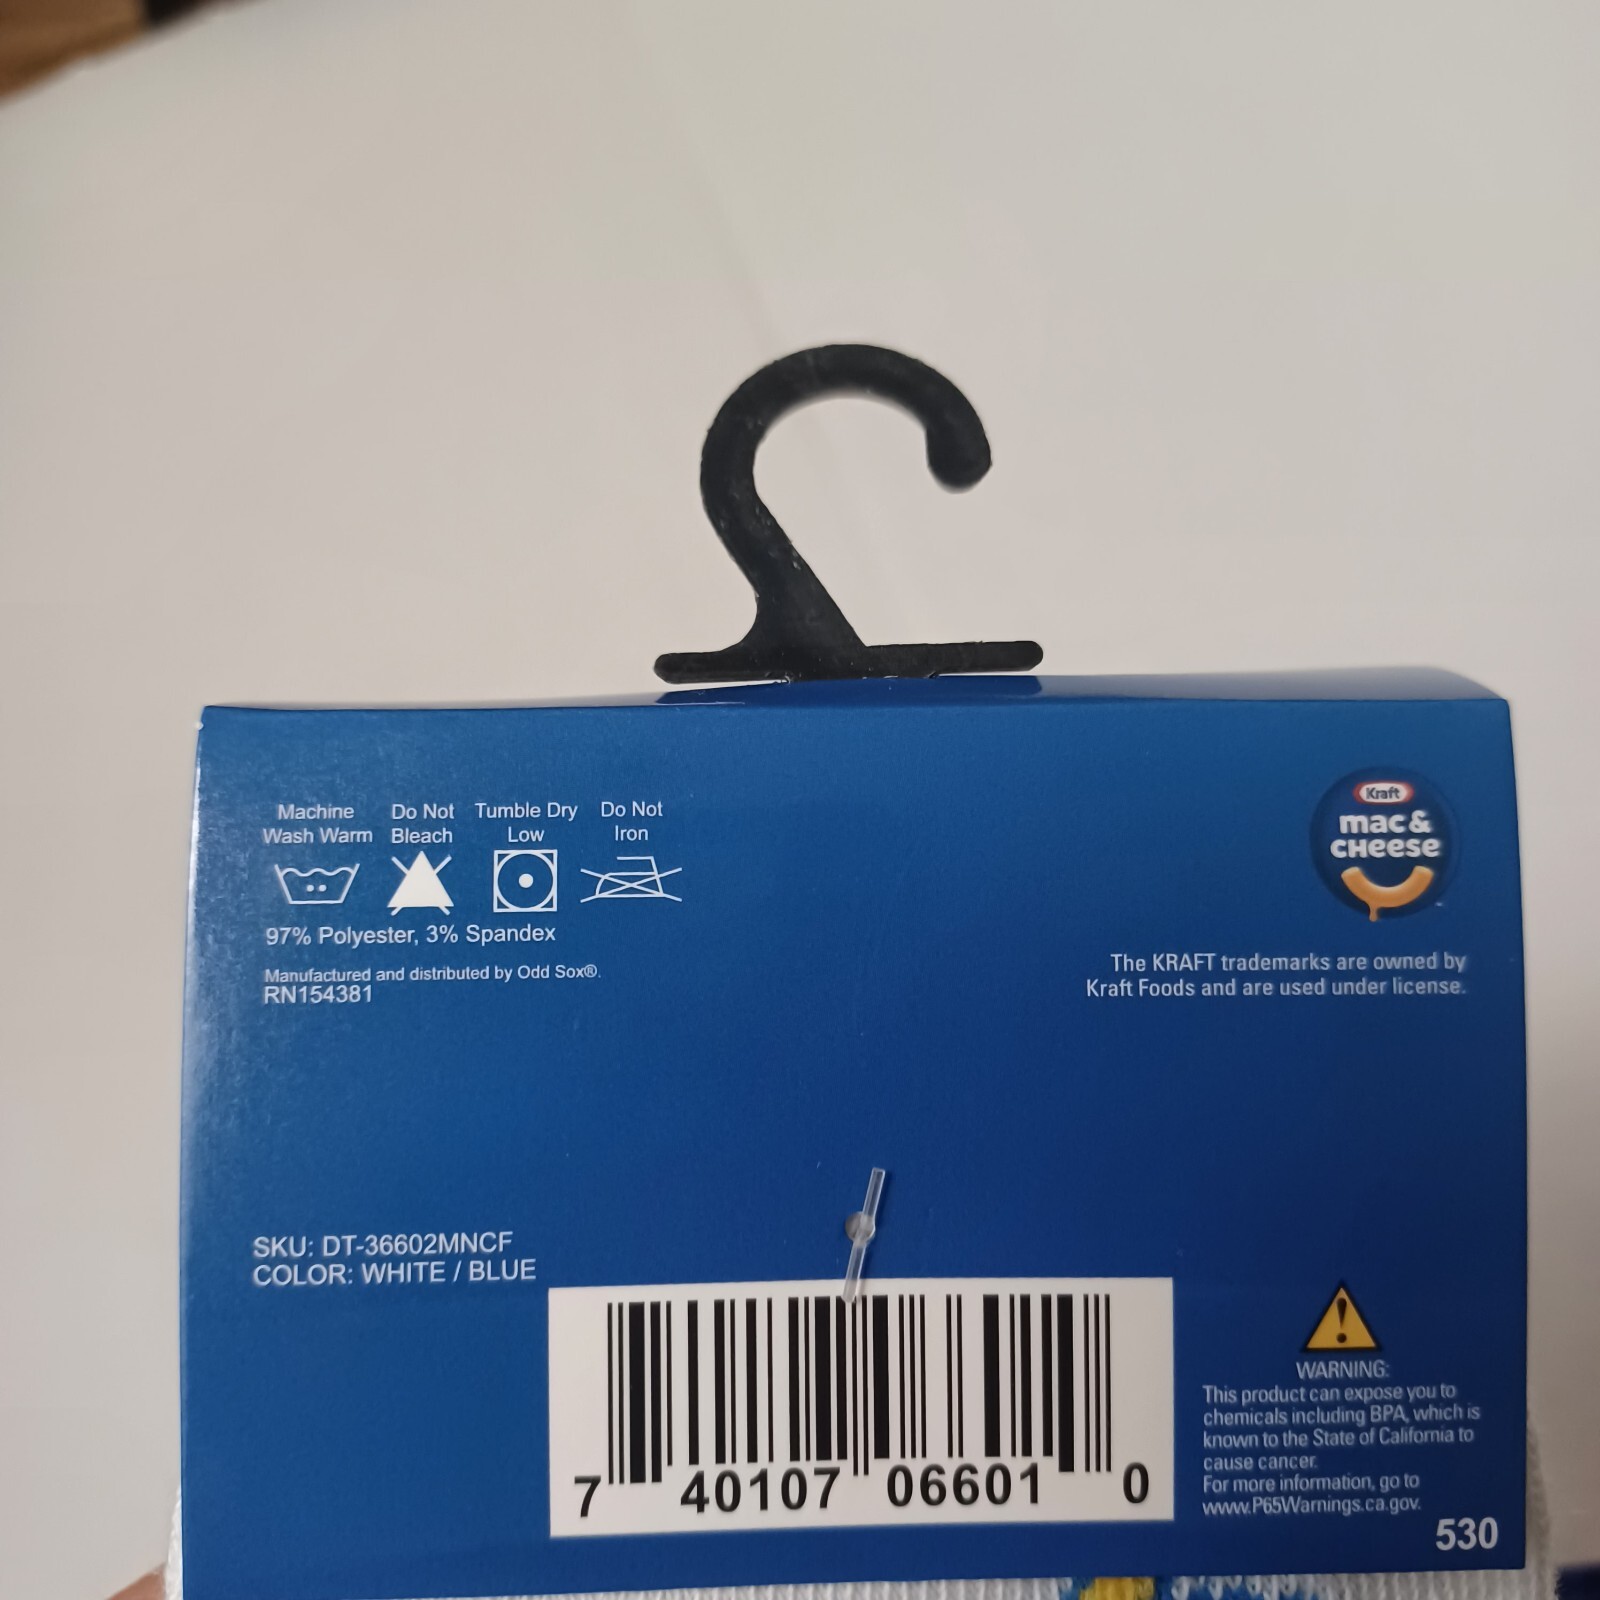 Machine Wash Warm
Do Not Bleach
Tumble Dry Low
Do Not Iron
97% Polyester, 3% Spandex
Manufactured and distributed by Odd Sox®.
RN154381
Kraft
mac &
cheese
The KRAFT trademarks are owned by
Kraft Foods and are used under license.
SKU: DT-36602MNCF
COLOR: WHITE / BLUE
7 40107 06601 0
WARNING:
This product can expose you to
chemicals including BPA, which is
known to the State of California to
cause cancer.
For more information, go to
www.P65Warnings.ca.gov.
530